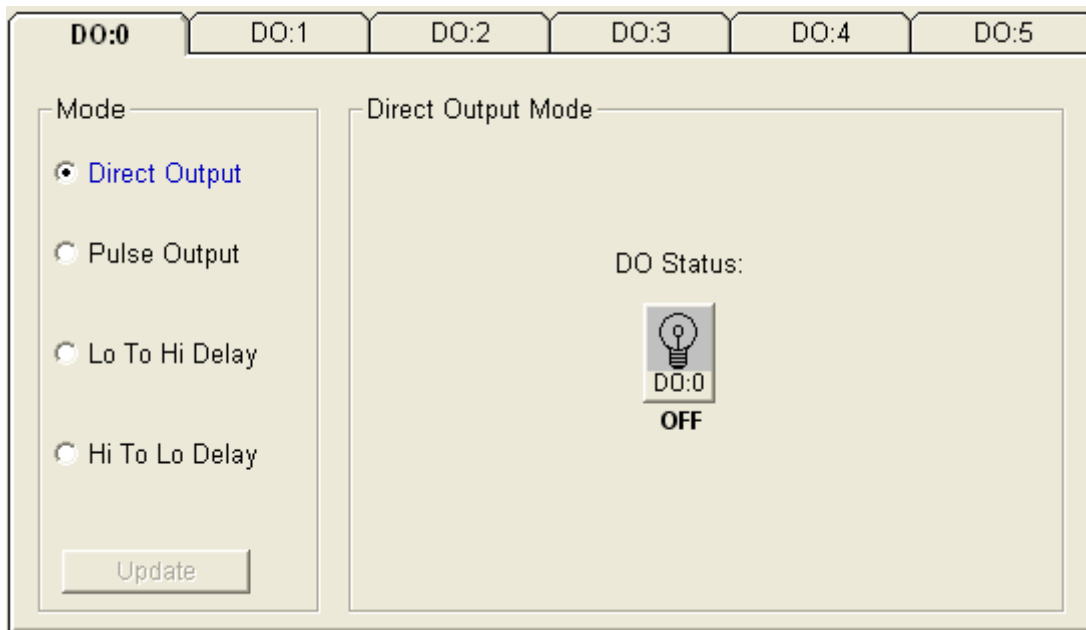 DO:0 DO:1 DO:2 DO:3 DO:4 DO:5
Mode
Direct Output
Pulse Output
Lo To Hi Delay
Hi To Lo Delay
Update
Direct Output Mode
DO Status:
DO:0
OFF